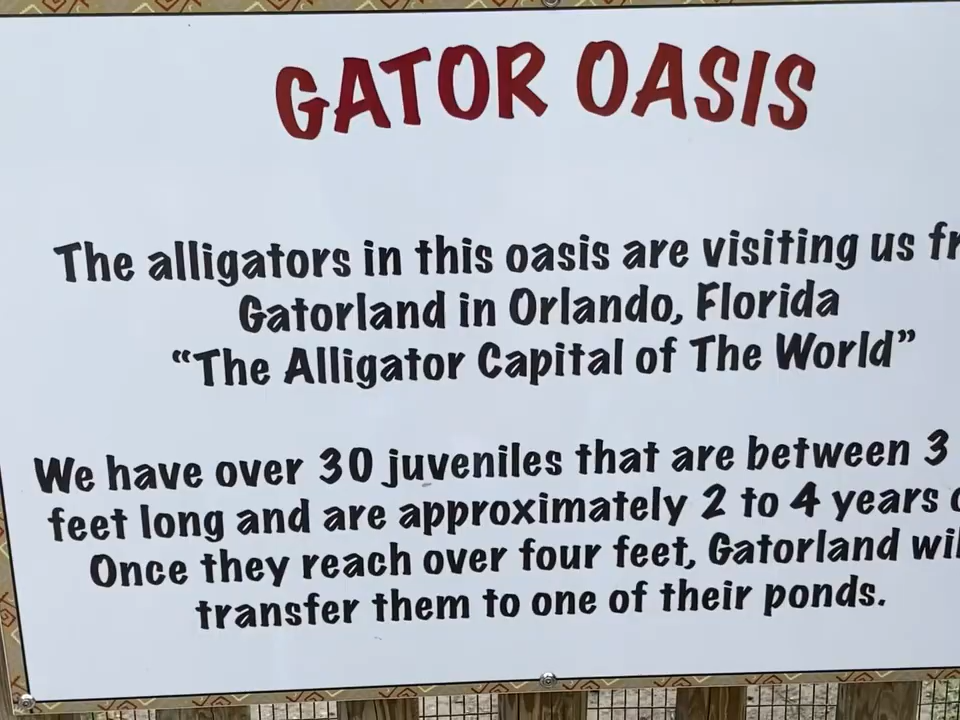 GATOR OASIS
The alligators in this oasis are visiting us fr
Gatorland in Orlando, Florida
“The Alligator Capital of The World”
We have over 30 juveniles that are between 3
feet long and are approximately 2 to 4 years
Once they reach over four feet, Gatorland wil
transfer them to one of their ponds.